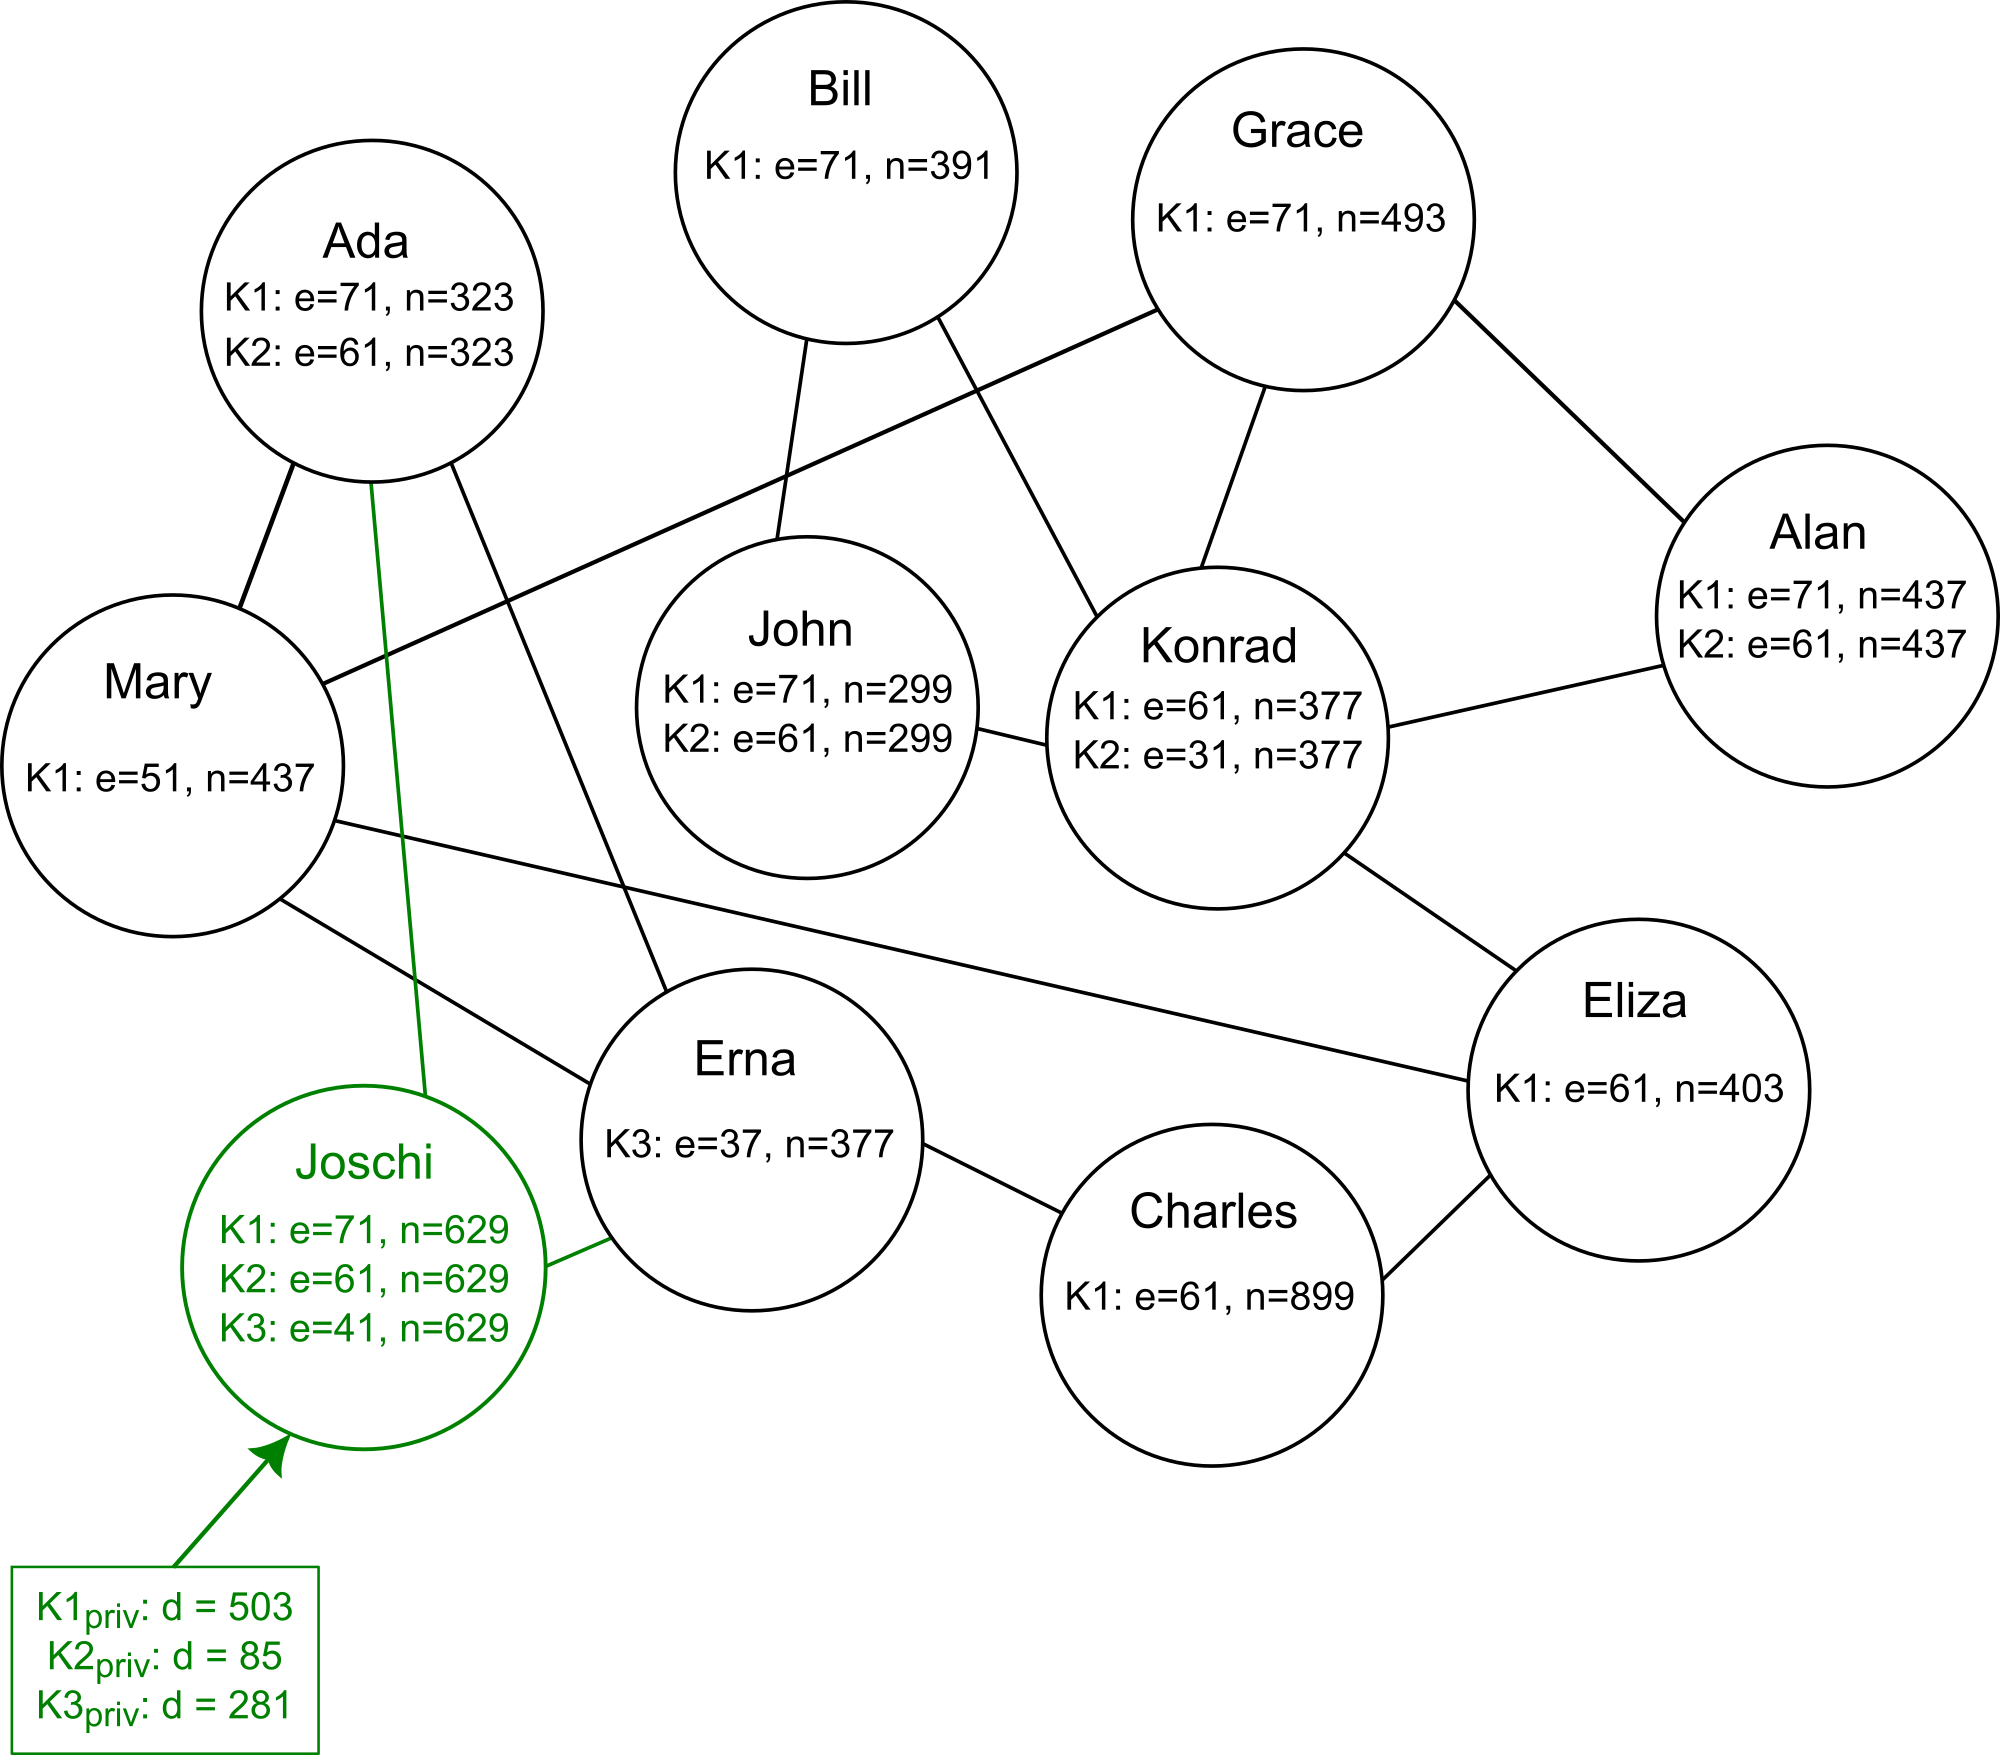 Bill
K1: e=71, n=391
Grace
K1: e=71, n=493
Ada
K1: e=71, n=323
K2: e=61, n=323
Alan
K1: e=71, n=437
K2: e=61, n=437
John
K1: e=71, n=299
K2: e=61, n=299
Konrad
K1: e=61, n=377
K2: e=31, n=377
Mary
K1: e=51, n=437
Eliza
K1: e=61, n=403
Erna
K3: e=37, n=377
Joschi
K1: e=71, n=629
K2: e=61, n=629
K3: e=41, n=629
Charles
K1: e=61, n=899
K1priv: d = 503
K2priv: d = 85
K3priv: d = 281